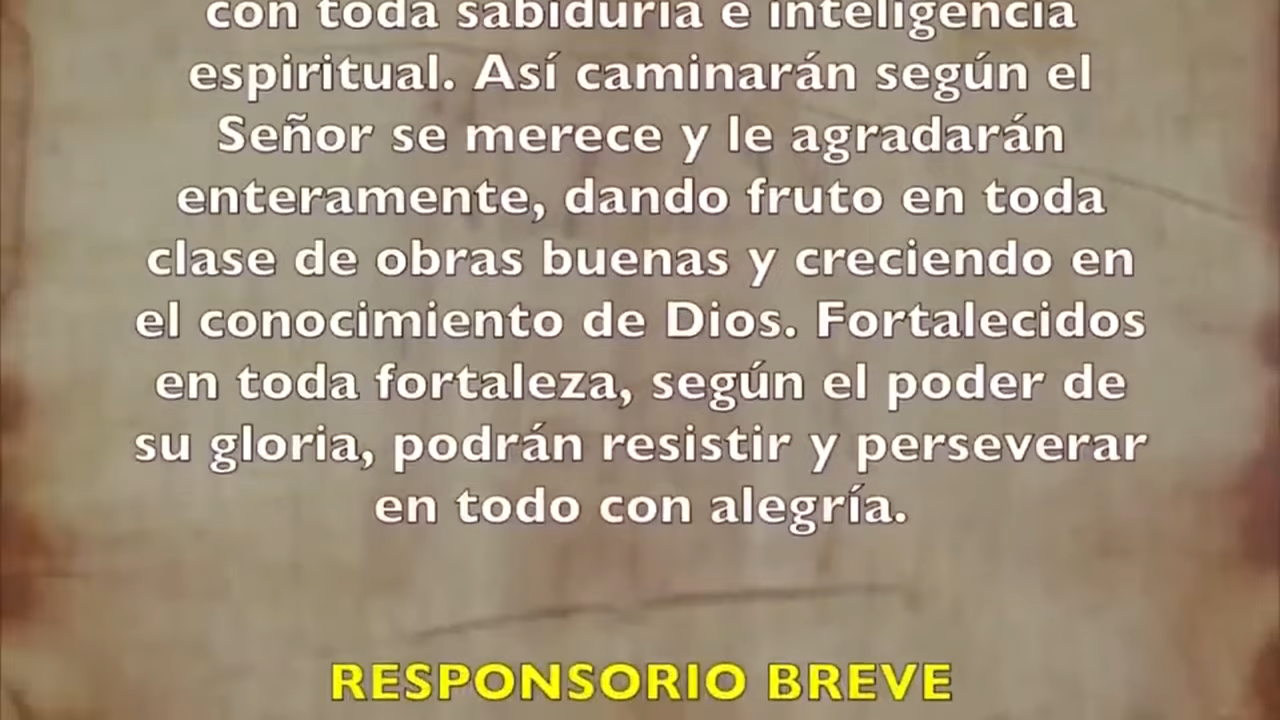 con toda sabiduría e inteligencia
espiritual. Así caminarán según el
Señor se merece y le agradarán
enteramente, dando fruto en toda
clase de obras buenas y creciendo en
el conocimiento de Dios. Fortalecidos
en toda fortaleza, según el poder de
su gloria, podrán resistir y perseverar
en todo con alegría.
RESPONSORIO BREVE